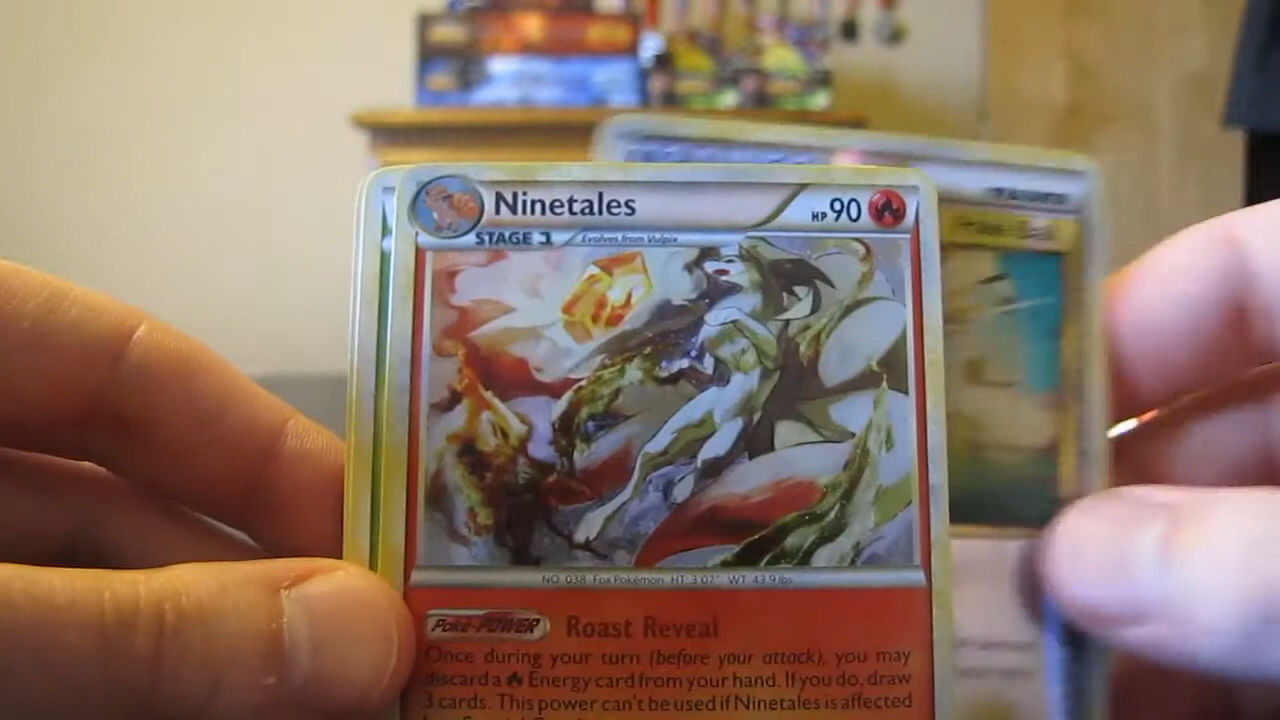 Ninetales
HP 90
STAGE 1
Evolves from Vulpix
NO. 038 Fox Pokémon HT: 3'07" WT: 43.9 lbs
Poké-POWER Roast Reveal
Once during your turn (before your attack), you may
discard a Energy card from your hand. If you do, draw
3 cards. This power can't be used if Ninetales is affected